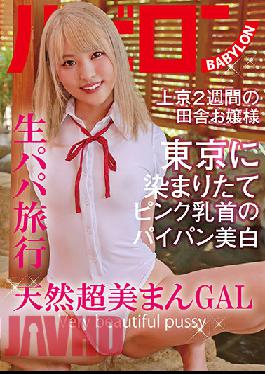 バビロン
BABYLON
上京2週間の
田舎お嬢様
東京に
染まりたて
ピンク乳首の
パイパン美白
生パパ旅行
天然超美まんGAL
very beautiful pussy